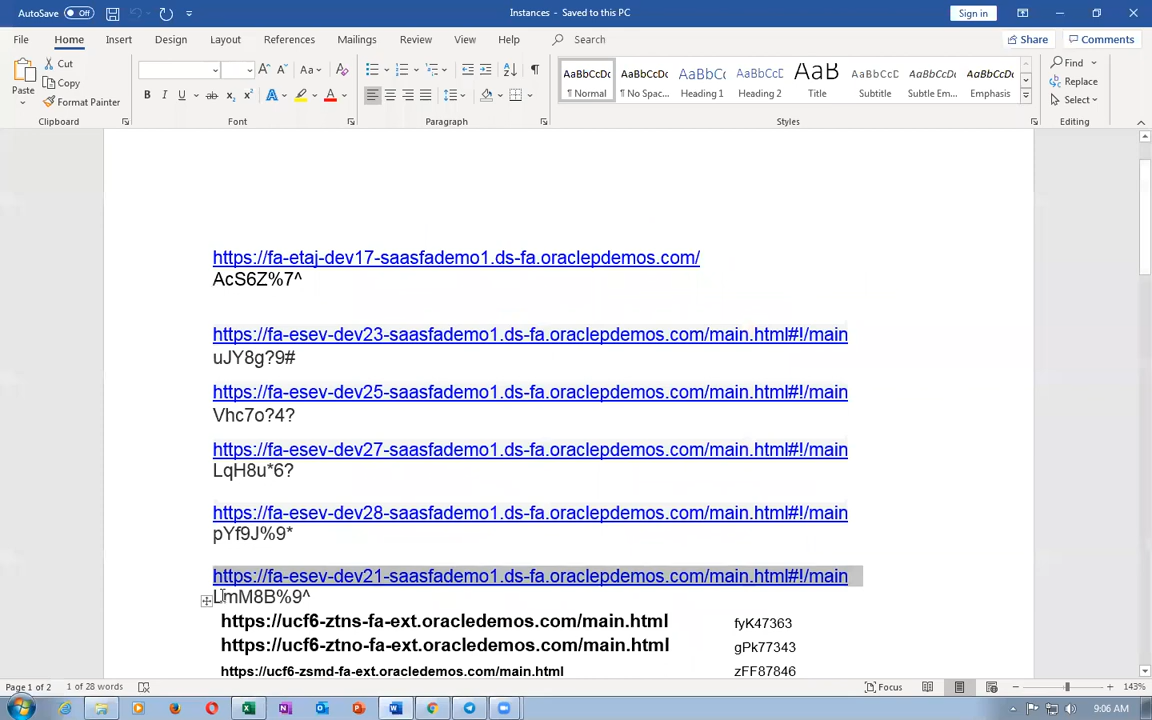 AutoSave Off
Instances - Saved to this PC
Sign in
File Home Insert Design Layout References Mailings Review View Help Search
Share Comments
Paste
Cut
Copy
Format Painter
Clipboard
Aa
B I U ab x2 x2 A A
Font
Paragraph
AaBbCcDc AaBbCcDc AaBbCc AaBbCcD AaB AaBbCcD AaBbCcDc AaBbCcDc
¶ Normal ¶ No Spac... Heading 1 Heading 2 Title Subtitle Subtle Em... Emphasis
Styles
Find
Replace
Select
Editing
https://fa-etaj-dev17-saasfademo1.ds-fa.oraclepdemos.com/
AcS6Z%7^
https://fa-esev-dev23-saasfademo1.ds-fa.oraclepdemos.com/main.html#!/main
uJY8g?9#
https://fa-esev-dev25-saasfademo1.ds-fa.oraclepdemos.com/main.html#!/main
Vhc7o?4?
https://fa-esev-dev27-saasfademo1.ds-fa.oraclepdemos.com/main.html#!/main
LqH8u*6?
https://fa-esev-dev28-saasfademo1.ds-fa.oraclepdemos.com/main.html#!/main
pYf9J%9*
https://fa-esev-dev21-saasfademo1.ds-fa.oraclepdemos.com/main.html#!/main
LmM8B%9^
https://ucf6-ztns-fa-ext.oracledemos.com/main.html fyK47363
https://ucf6-ztno-fa-ext.oracledemos.com/main.html gPk77343
https://ucf6-zsmd-fa-ext.oracledemos.com/main.html zFF87846
Page 1 of 2 1 of 28 words
Focus
143%
9:06 AM